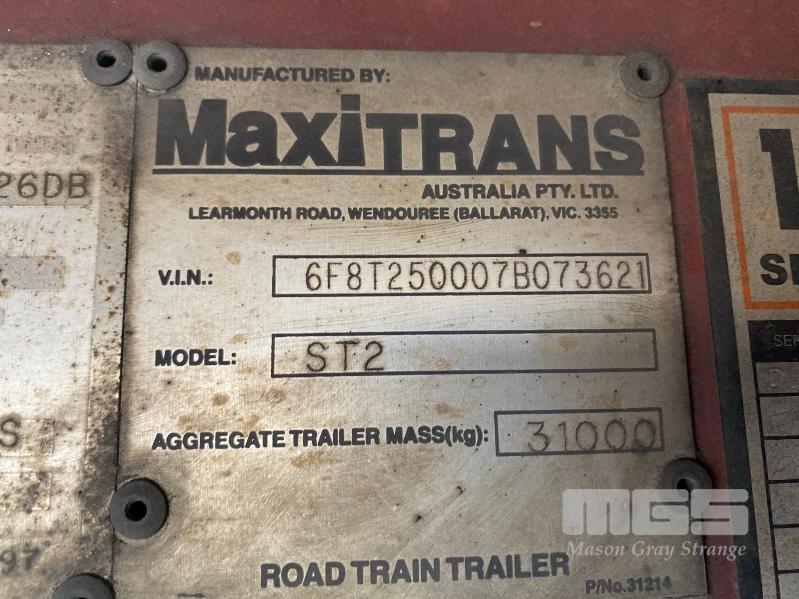 MANUFACTURED BY:
MaxiTRANS
AUSTRALIA PTY. LTD.
LEARMONTH ROAD, WENDOUREE (BALLARAT), VIC. 3355
V.I.N.: 6F8T250007B073621
MODEL: ST2
AGGREGATE TRAILER MASS(kg): 31000
ROAD TRAIN TRAILER
P/No.31214
26DB
S
97
MGS
Mason Gray Strange